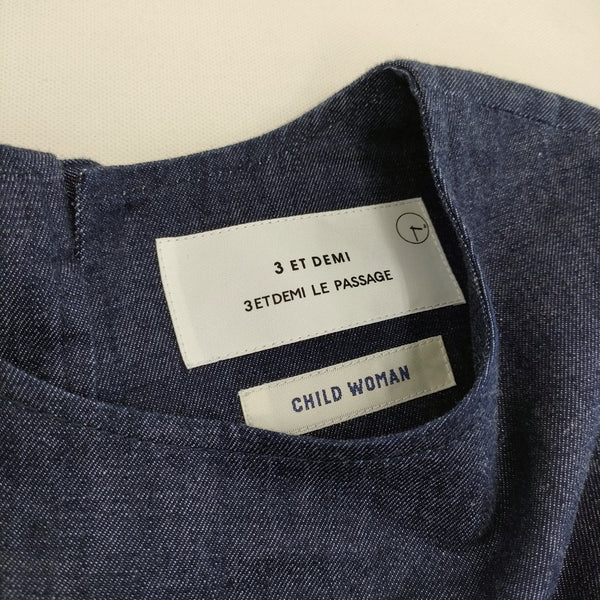 3 ET DEMI
3ETDEMI LE PASSAGE
CHILD WOMAN